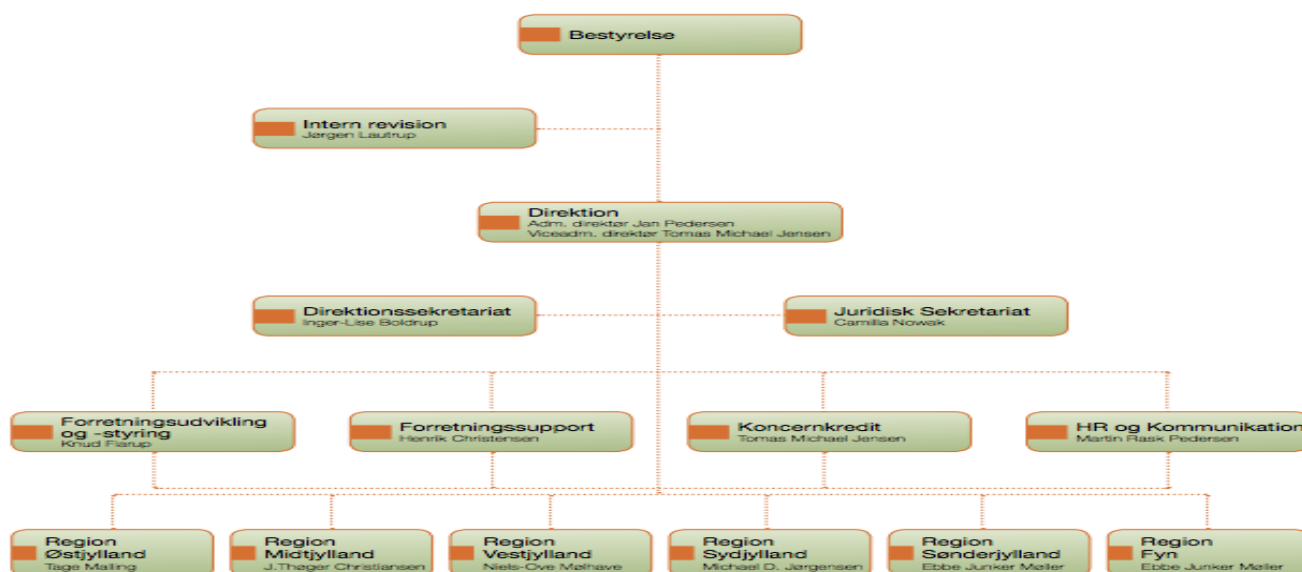 Bestyrelse
Intern revision
Jørgen Lautrup
Direktion
Adm. direktør Jan Pedersen
Viceadm. direktør Tomas Michael Jensen
Direktionssekretariat
Inger-Lise Boldrup
Juridisk Sekretariat
Camilla Nowak
Forretningsudvikling
og -styring
Knud Flarup
Forretningssupport
Henrik Christensen
Koncernkredit
Tomas Michael Jensen
HR og Kommunikation
Martin Rask Pedersen
Region
Østjylland
Tage Malling
Region
Midtjylland
J.Thøger Christiansen
Region
Vestjylland
Niels-Ove Mølhave
Region
Sydjylland
Michael D. Jørgensen
Region
Sønderjylland
Ebbe Junker Møller
Region
Fyn
Ebbe Junker Møller